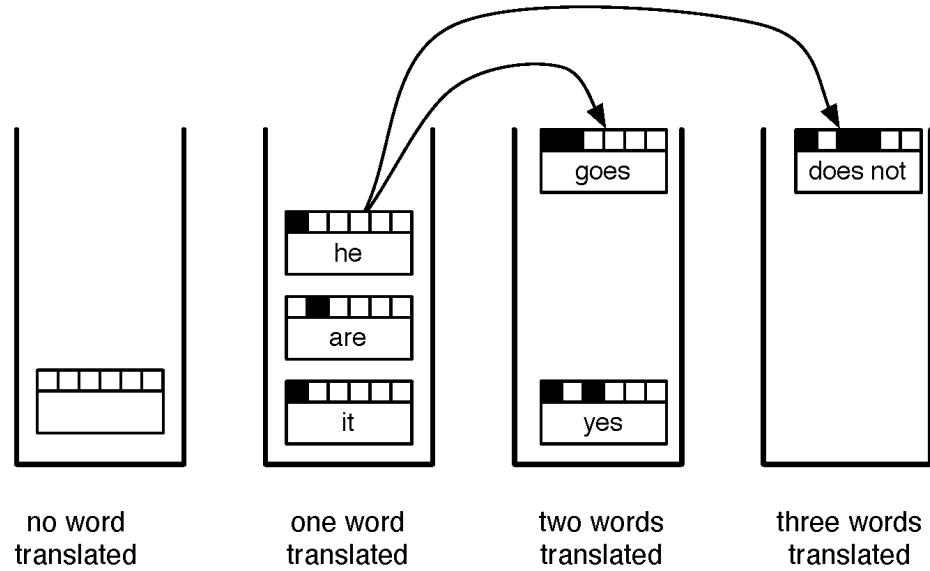 goes
does not
he
are
it
yes
no word
translated
one word
translated
two words
translated
three words
translated